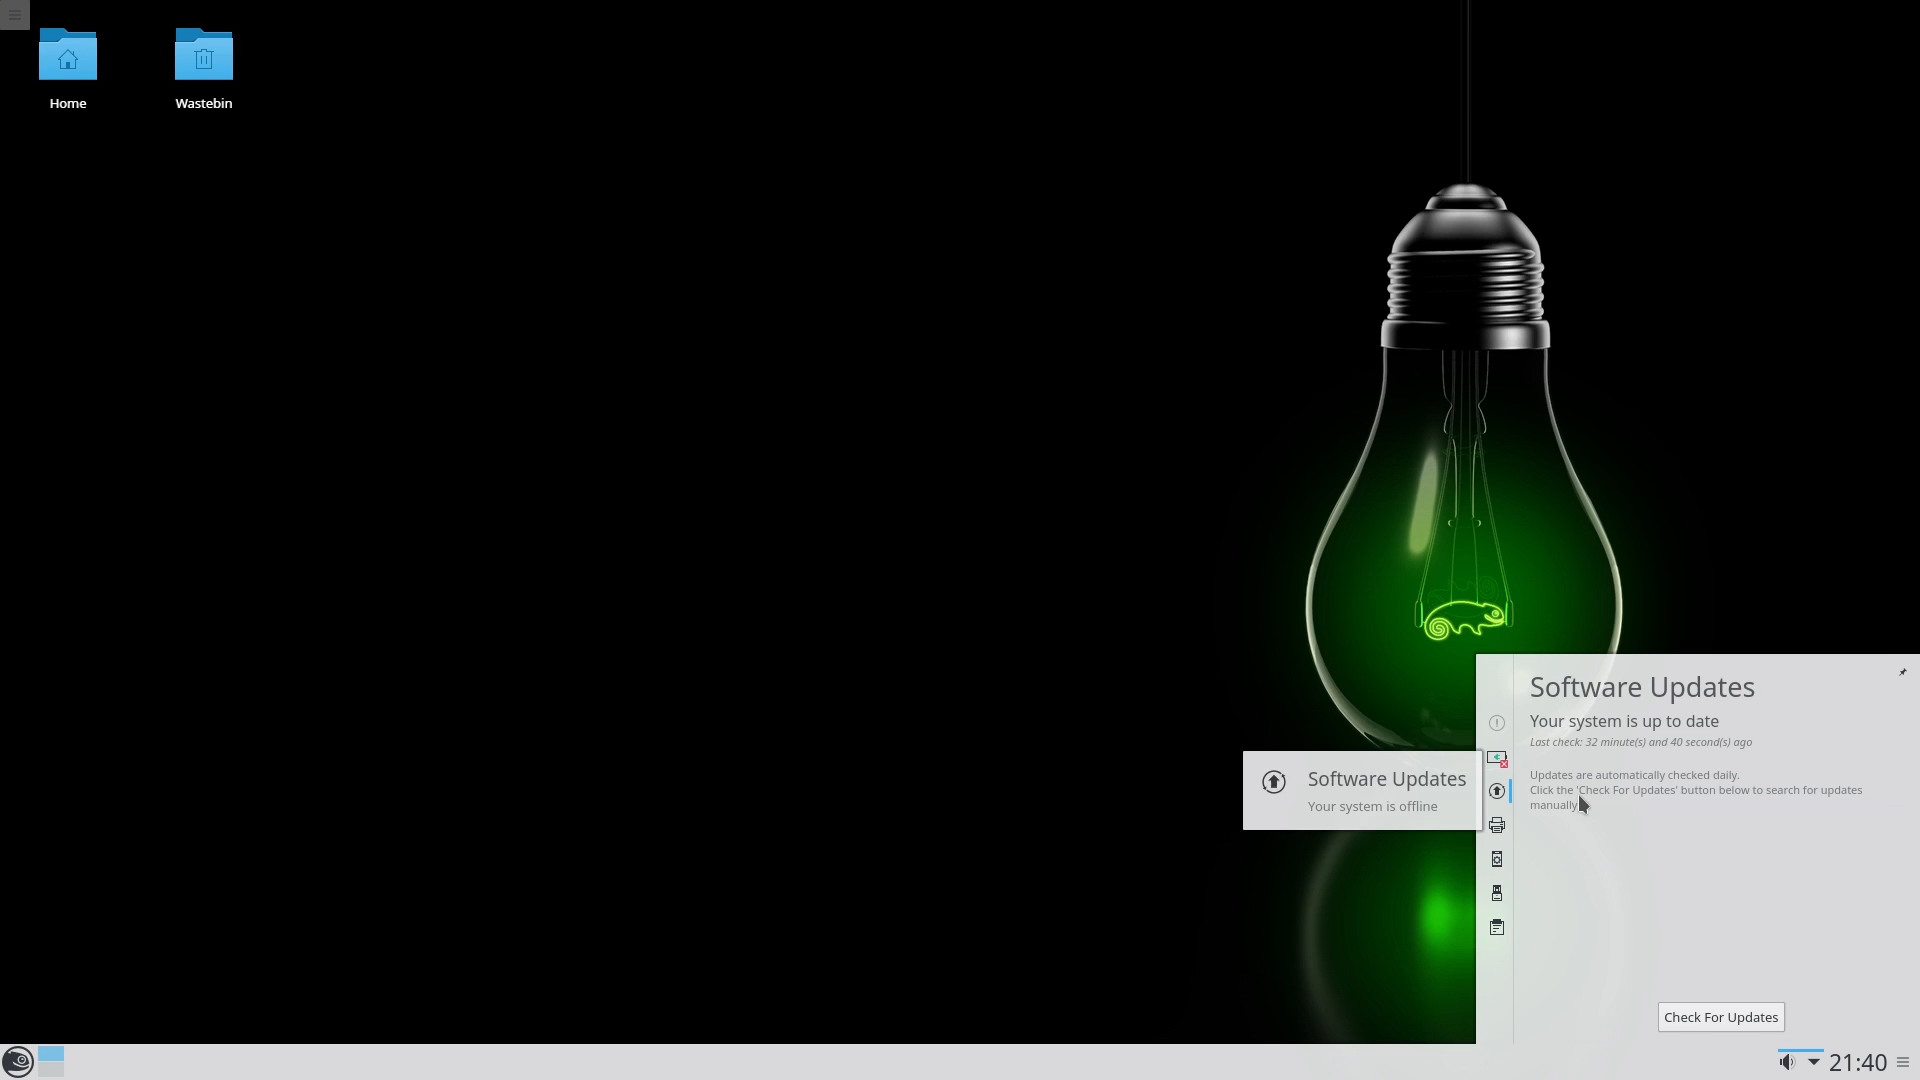 Home
Wastebin
Software Updates
Your system is up to date
Last check: 32 minute(s) and 40 second(s) ago
Updates are automatically checked daily.
Click the 'Check For Updates' button below to search for updates
manually
Software Updates
Your system is offline
Check For Updates
21:40